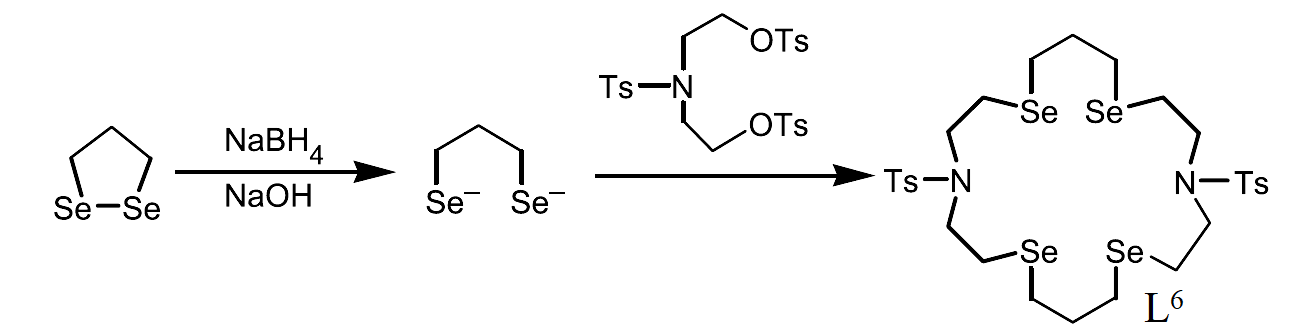 Se Se
NaBH4
NaOH
Se− Se−
OTs
Ts N
OTs
Se Se
Ts N
N Ts
Se Se
L6